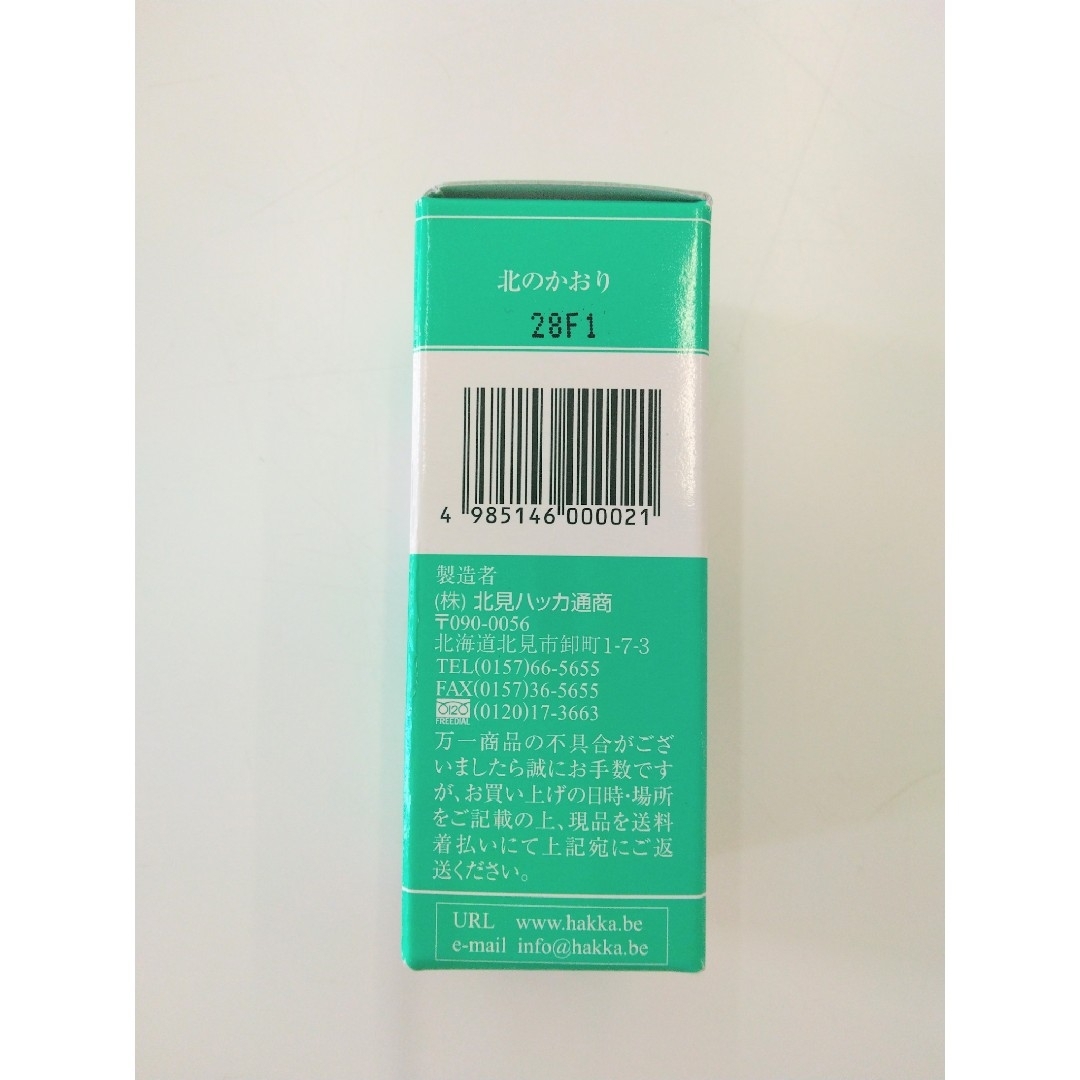 北のかおり
28F1
4 985146 000021
製造者
(株) 北見ハッカ通商
〒090-0056
北海道北見市卸町1-7-3
TEL(0157)66-5655
FAX(0157)36-5655
0120 FREEDIAL (0120)17-3663
万一商品の不具合がござ
いましたら誠にお手数です
が、お買い上げの日時・場所
をご記載の上、現品を送料
着払いにて上記宛にご返
送ください。
URL www.hakka.be
e-mail info@hakka.be